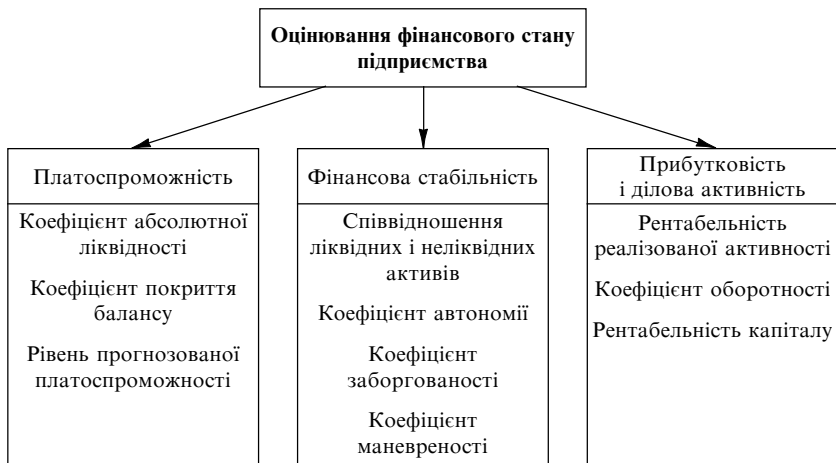 Оцінювання фінансового стану
підприємства
Платоспроможність
Коефіцієнт абсолютної
ліквідності
Коефіцієнт покриття
балансу
Рівень прогнозованої
платоспроможності
Фінансова стабільність
Співвідношення
ліквідних і неліквідних
активів
Коефіцієнт автономії
Коефіцієнт
заборгованості
Коефіцієнт
маневреності
Прибутковість
і ділова активність
Рентабельність
реалізованої активності
Коефіцієнт оборотності
Рентабельність капіталу